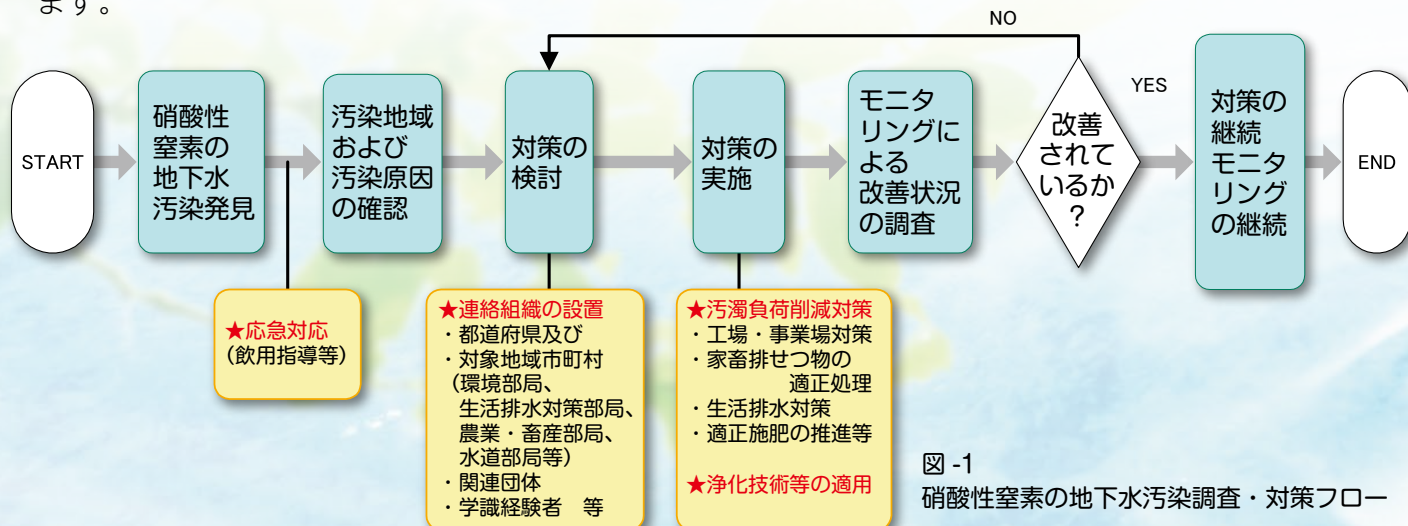 ます。
START
硝酸性
窒素の
地下水
汚染発見
★応急対応
(飲用指導等)
汚染地域
および
汚染原因
の確認
対策の
検討
★連絡組織の設置
・都道府県及び
・対象地域市町村
(環境部局、
生活排水対策部局、
農業・畜産部局、
水道部局等)
・関連団体
・学識経験者 等
対策の
実施
★汚濁負荷削減対策
・工場・事業場対策
・家畜排せつ物の
適正処理
・生活排水対策
・適正施肥の推進等
★浄化技術等の適用
モニタ
リングに
よる
改善状況
の調査
改善
されて
いるか
?
NO
YES
対策の
継続
モニタ
リング
の継続
END
図-1
硝酸性窒素の地下水汚染調査・対策フロー